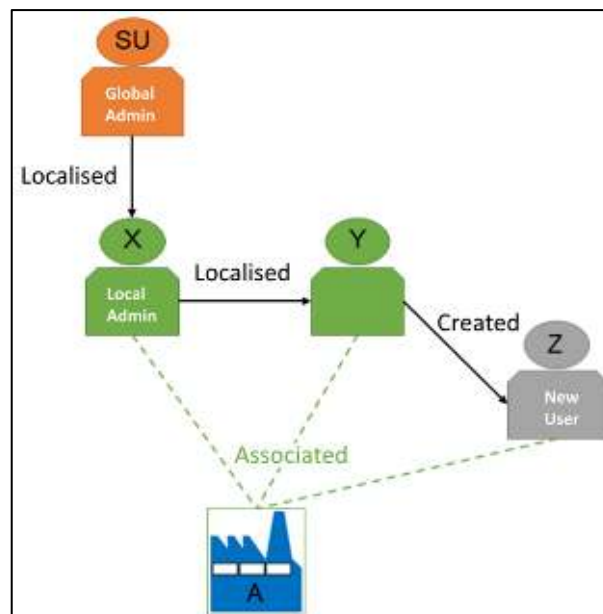 SU
Global
Admin
Localised
X
Y
Localised
Local
Admin
Created
Z
New
User
Associated
A